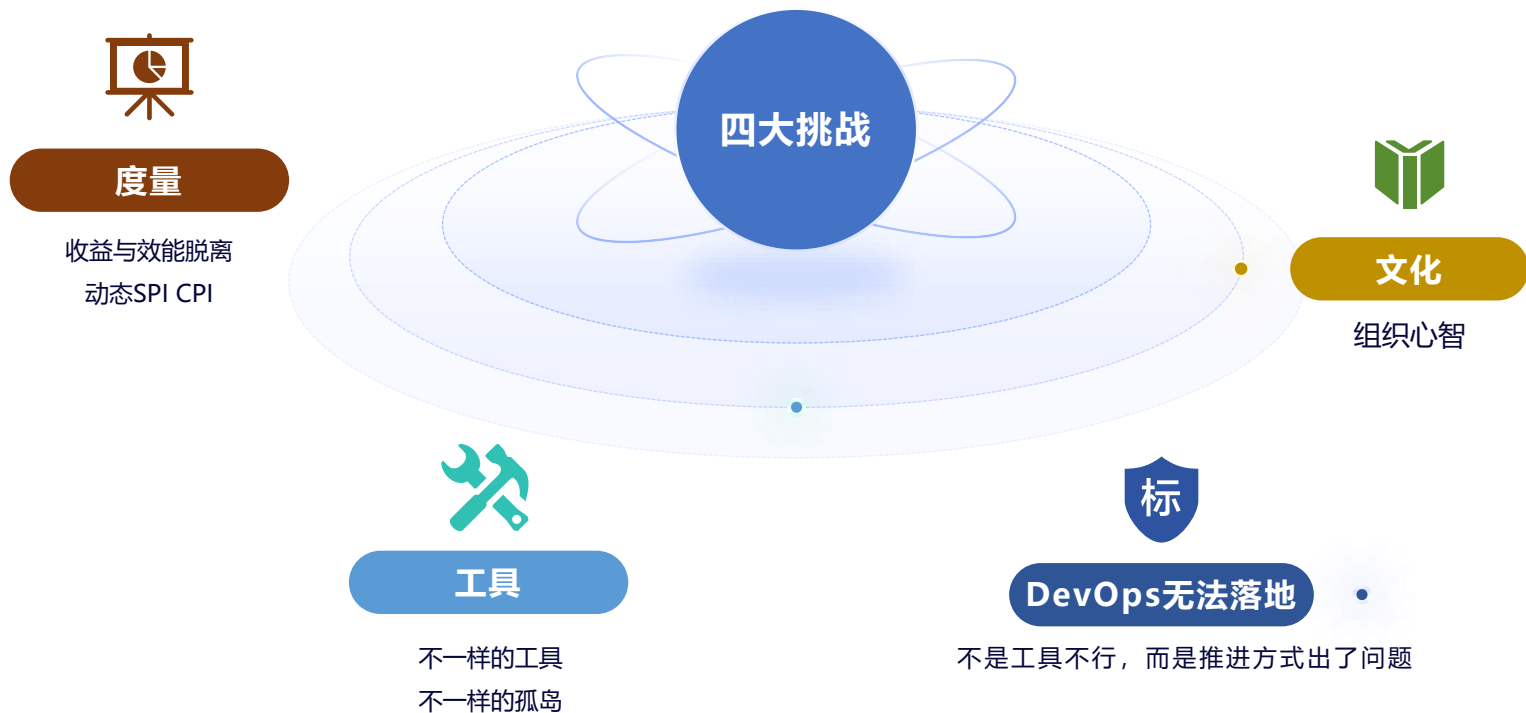 四大挑战
度量
收益与效能脱离
动态SPI CPI
文化
组织心智
工具
不一样的工具
不一样的孤岛
标
DevOps无法落地
不是工具不行，而是推进方式出了问题